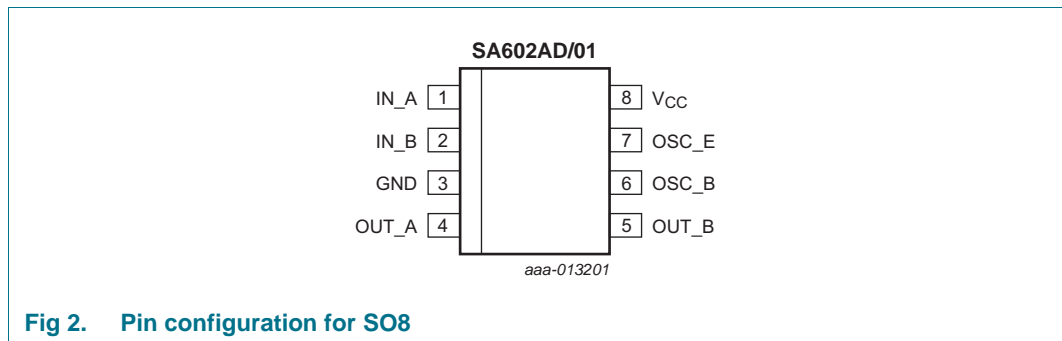 SA602AD/01
IN_A 1 8 VCC
IN_B 2 7 OSC_E
GND 3 6 OSC_B
OUT_A 4 5 OUT_B
aaa-013201
Fig 2. Pin configuration for SO8